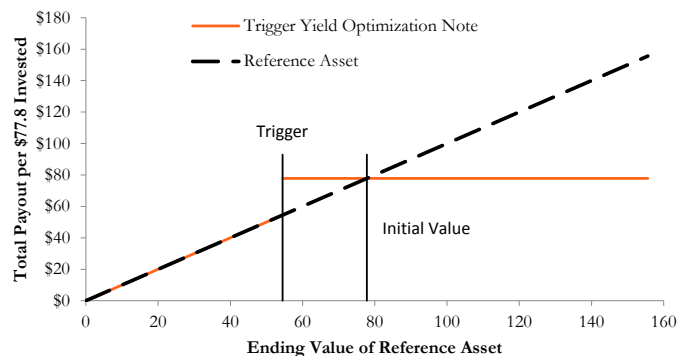 $180
$160
$140
$120
$100
$80
$60
$40
$20
$0
Total Payout per $77.8 Invested
Trigger Yield Optimization Note
Reference Asset
Trigger
Initial Value
0 20 40 60 80 100 120 140 160
Ending Value of Reference Asset